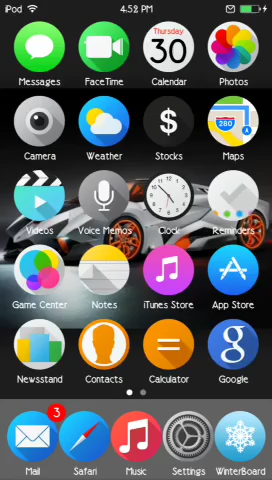 iPod 4:52 PM
Thursday
30
Messages FaceTime Calendar Photos
$
280
Camera Weather Stocks Maps
Videos Voice Memos Clock Reminders
Game Center Notes iTunes Store App Store
g
Newsstand Contacts Calculator Google
3
Mail Safari Music Settings WinterBoard